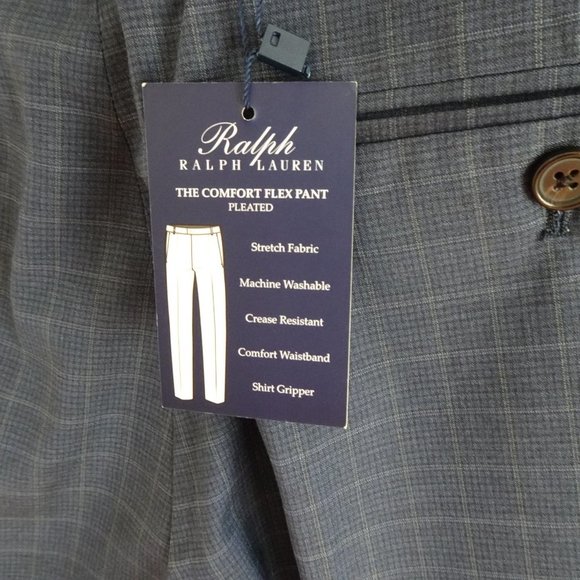 Ralph
RALPH LAUREN
THE COMFORT FLEX PANT
PLEATED
Stretch Fabric
Machine Washable
Crease Resistant
Comfort Waistband
Shirt Gripper